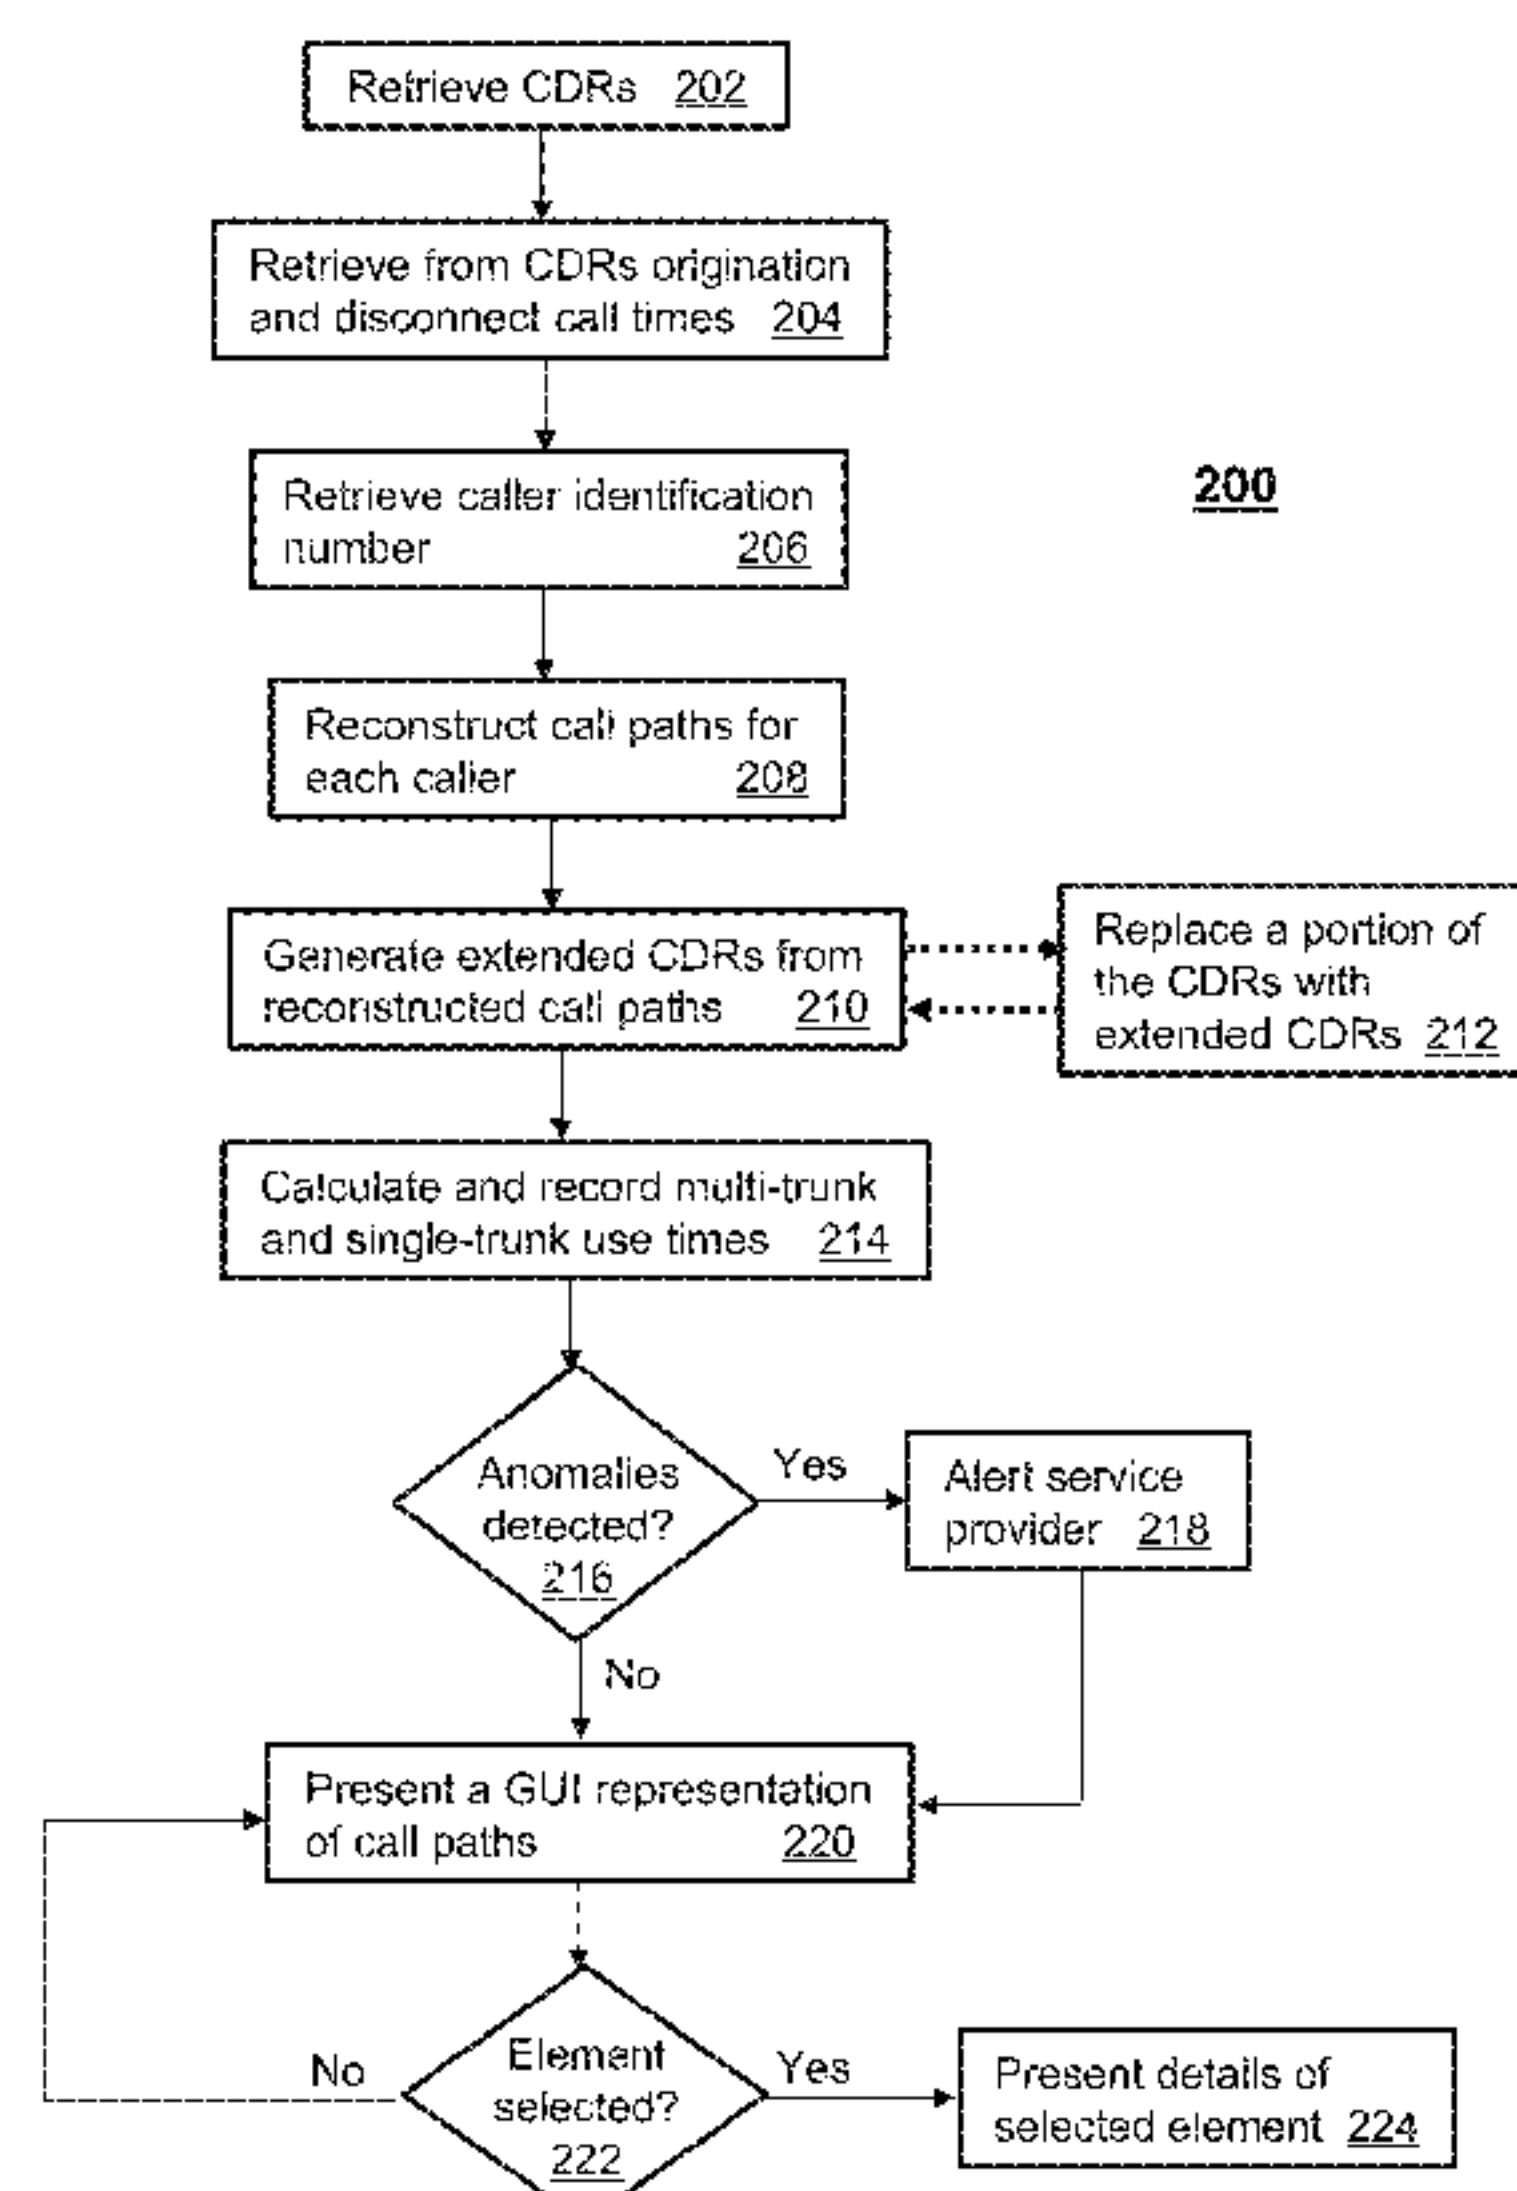 Retrieve CDRs 202
Retrieve from CDRs origination
and disconnect call times 204
Retrieve caller identification
number 206
200
Reconstruct call paths for
each caller 208
Generate extended CDRs from
reconstructed call paths 210
Replace a portion of
the CDRs with
extended CDRs 212
Calculate and record multi-trunk
and single-trunk use times 214
Anomalies
detected?
216
Yes
Alert service
provider 218
No
Present a GUI representation
of call paths 220
Element
selected?
222
No
Yes
Present details of
selected element 224